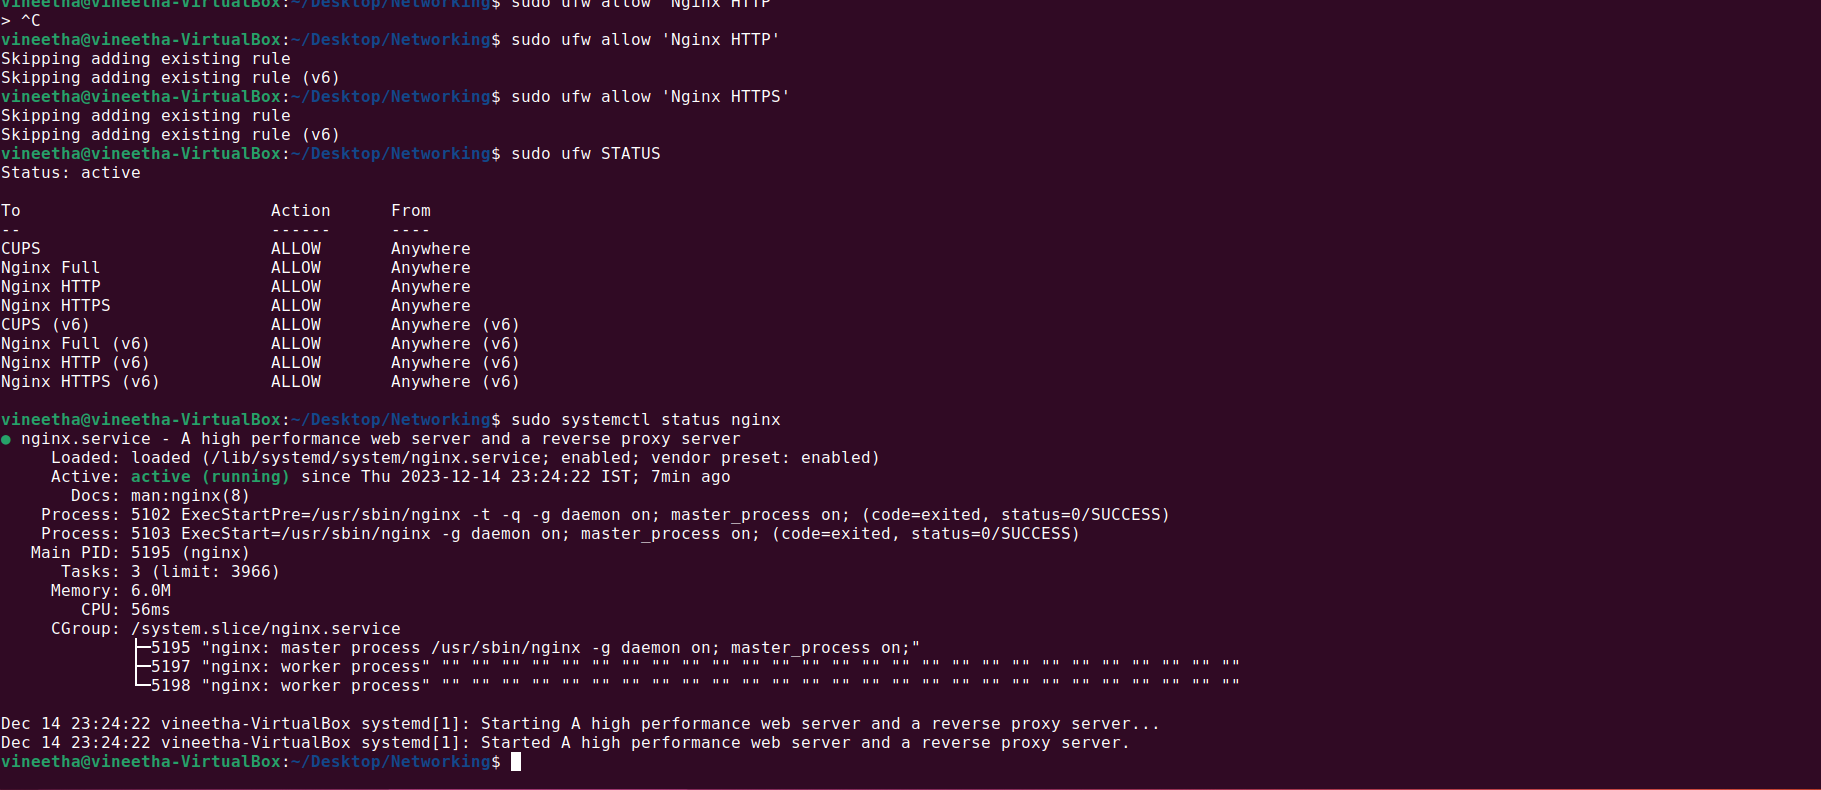 vineetha@vineetha-VirtualBox:~/Desktop/Networking$ sudo ufw allow 'Nginx HTTP
> ^C
vineetha@vineetha-VirtualBox:~/Desktop/Networking$ sudo ufw allow 'Nginx HTTP'
Skipping adding existing rule
Skipping adding existing rule (v6)
vineetha@vineetha-VirtualBox:~/Desktop/Networking$ sudo ufw allow 'Nginx HTTPS'
Skipping adding existing rule
Skipping adding existing rule (v6)
vineetha@vineetha-VirtualBox:~/Desktop/Networking$ sudo ufw STATUS
Status: active
To                         Action      From
--                         ------      ----
CUPS                       ALLOW       Anywhere
Nginx Full                 ALLOW       Anywhere
Nginx HTTP                 ALLOW       Anywhere
Nginx HTTPS                ALLOW       Anywhere
CUPS (v6)                  ALLOW       Anywhere (v6)
Nginx Full (v6)            ALLOW       Anywhere (v6)
Nginx HTTP (v6)            ALLOW       Anywhere (v6)
Nginx HTTPS (v6)           ALLOW       Anywhere (v6)
vineetha@vineetha-VirtualBox:~/Desktop/Networking$ sudo systemctl status nginx
● nginx.service - A high performance web server and a reverse proxy server
     Loaded: loaded (/lib/systemd/system/nginx.service; enabled; vendor preset: enabled)
     Active: active (running) since Thu 2023-12-14 23:24:22 IST; 7min ago
       Docs: man:nginx(8)
    Process: 5102 ExecStartPre=/usr/sbin/nginx -t -q -g daemon on; master_process on; (code=exited, status=0/SUCCESS)
    Process: 5103 ExecStart=/usr/sbin/nginx -g daemon on; master_process on; (code=exited, status=0/SUCCESS)
   Main PID: 5195 (nginx)
      Tasks: 3 (limit: 3966)
     Memory: 6.0M
        CPU: 56ms
     CGroup: /system.slice/nginx.service
             ├─5195 "nginx: master process /usr/sbin/nginx -g daemon on; master_process on;"
             ├─5197 "nginx: worker process" "" "" "" "" "" "" "" "" "" "" "" "" "" "" "" "" "" "" "" "" "" "" "" "" "" "" ""
             └─5198 "nginx: worker process" "" "" "" "" "" "" "" "" "" "" "" "" "" "" "" "" "" "" "" "" "" "" "" "" "" "" ""
Dec 14 23:24:22 vineetha-VirtualBox systemd[1]: Starting A high performance web server and a reverse proxy server...
Dec 14 23:24:22 vineetha-VirtualBox systemd[1]: Started A high performance web server and a reverse proxy server.
vineetha@vineetha-VirtualBox:~/Desktop/Networking$